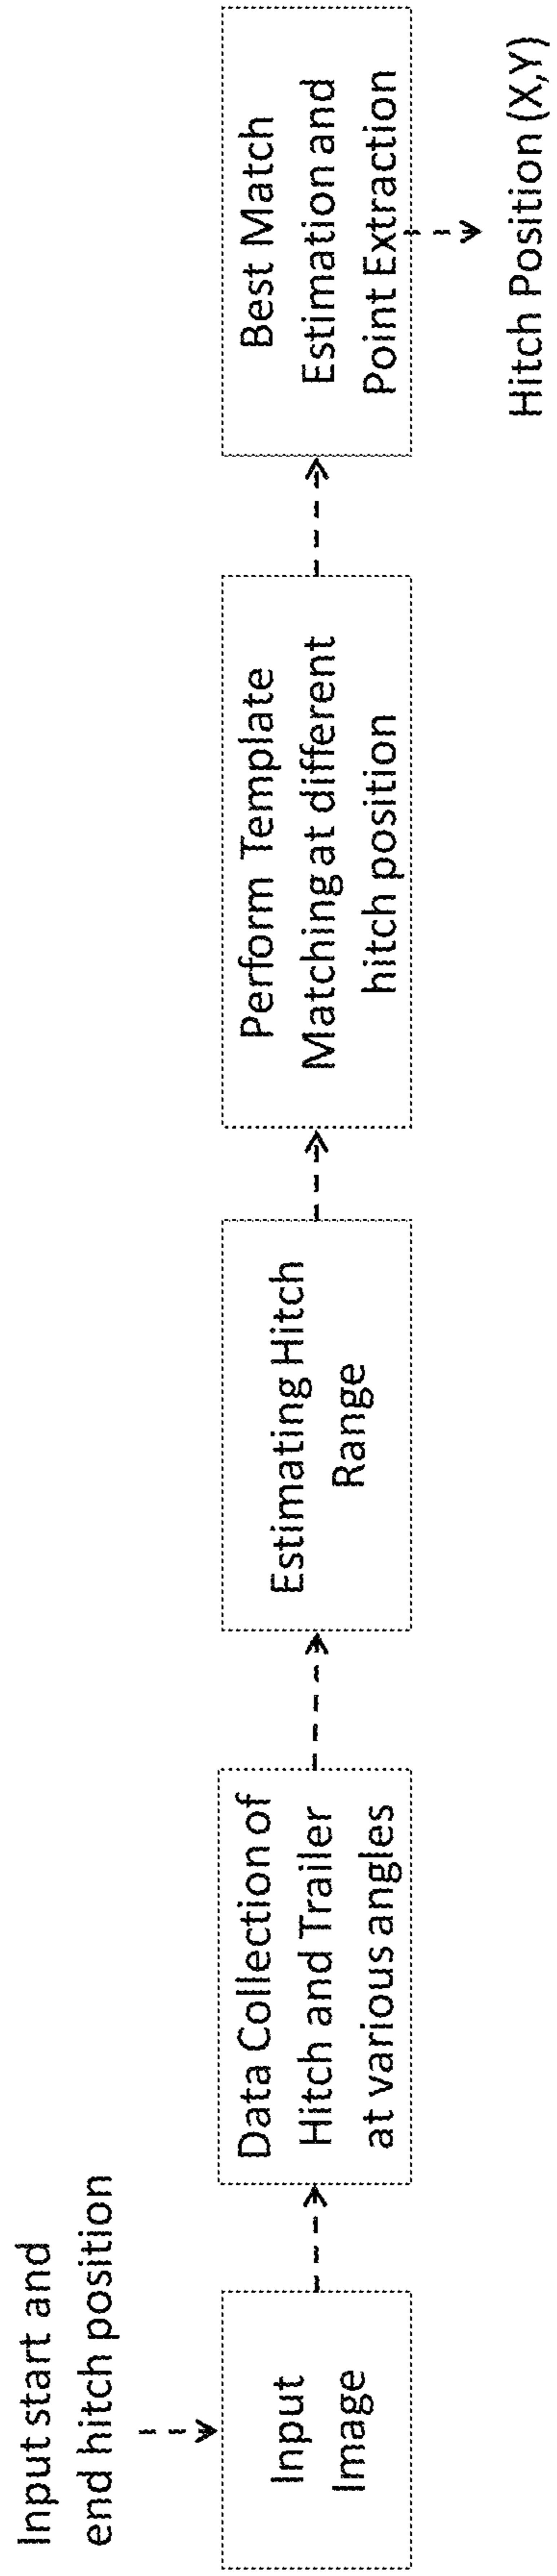 Input start and
end hitch position
Input
Image
Data Collection of
Hitch and Trailer
at various angles
Estimating Hitch
Range
Perform Template
Matching at different
hitch position
Best Match
Estimation and
Point Extraction
Hitch Position (X,Y)